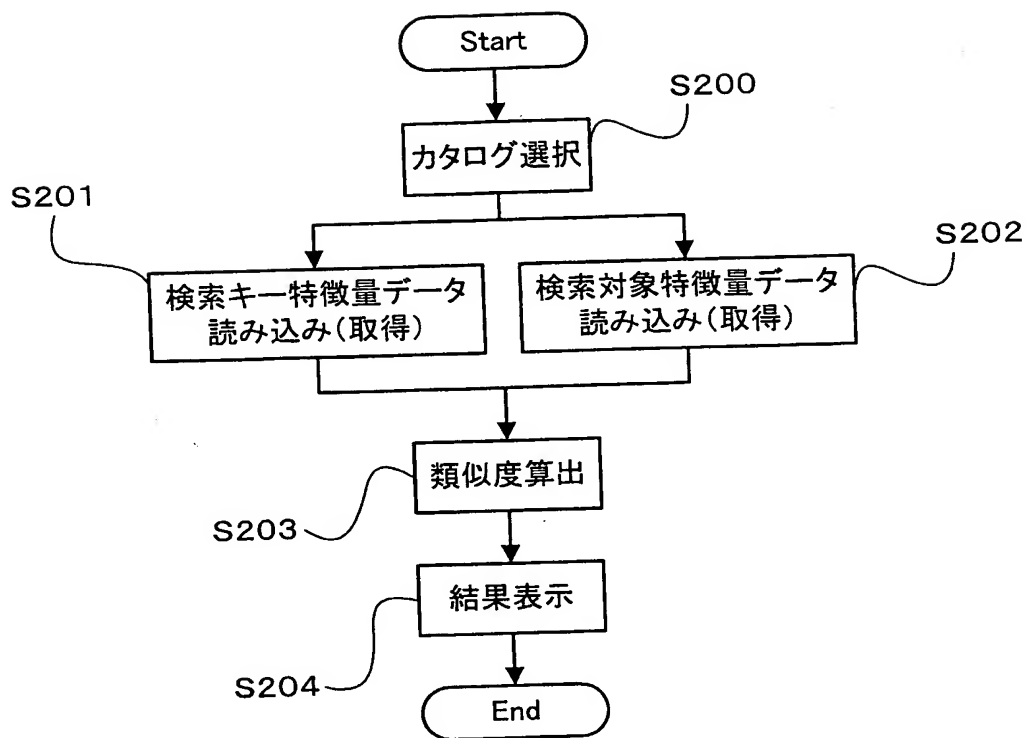 Start
S200
カタログ選択
S201
S202
検索キー特徴量データ
読み込み(取得)
検索対象特徴量データ
読み込み(取得)
類似度算出
S203
結果表示
S204
End